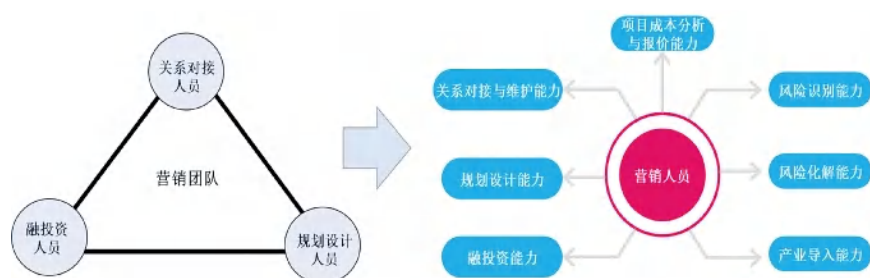 关系对接
人员
营销团队
融投资
人员
规划设计
人员
项目成本分析
与报价能力
关系对接与维护能力
风险识别能力
规划设计能力
营销人员
风险化解能力
融投资能力
产业导入能力